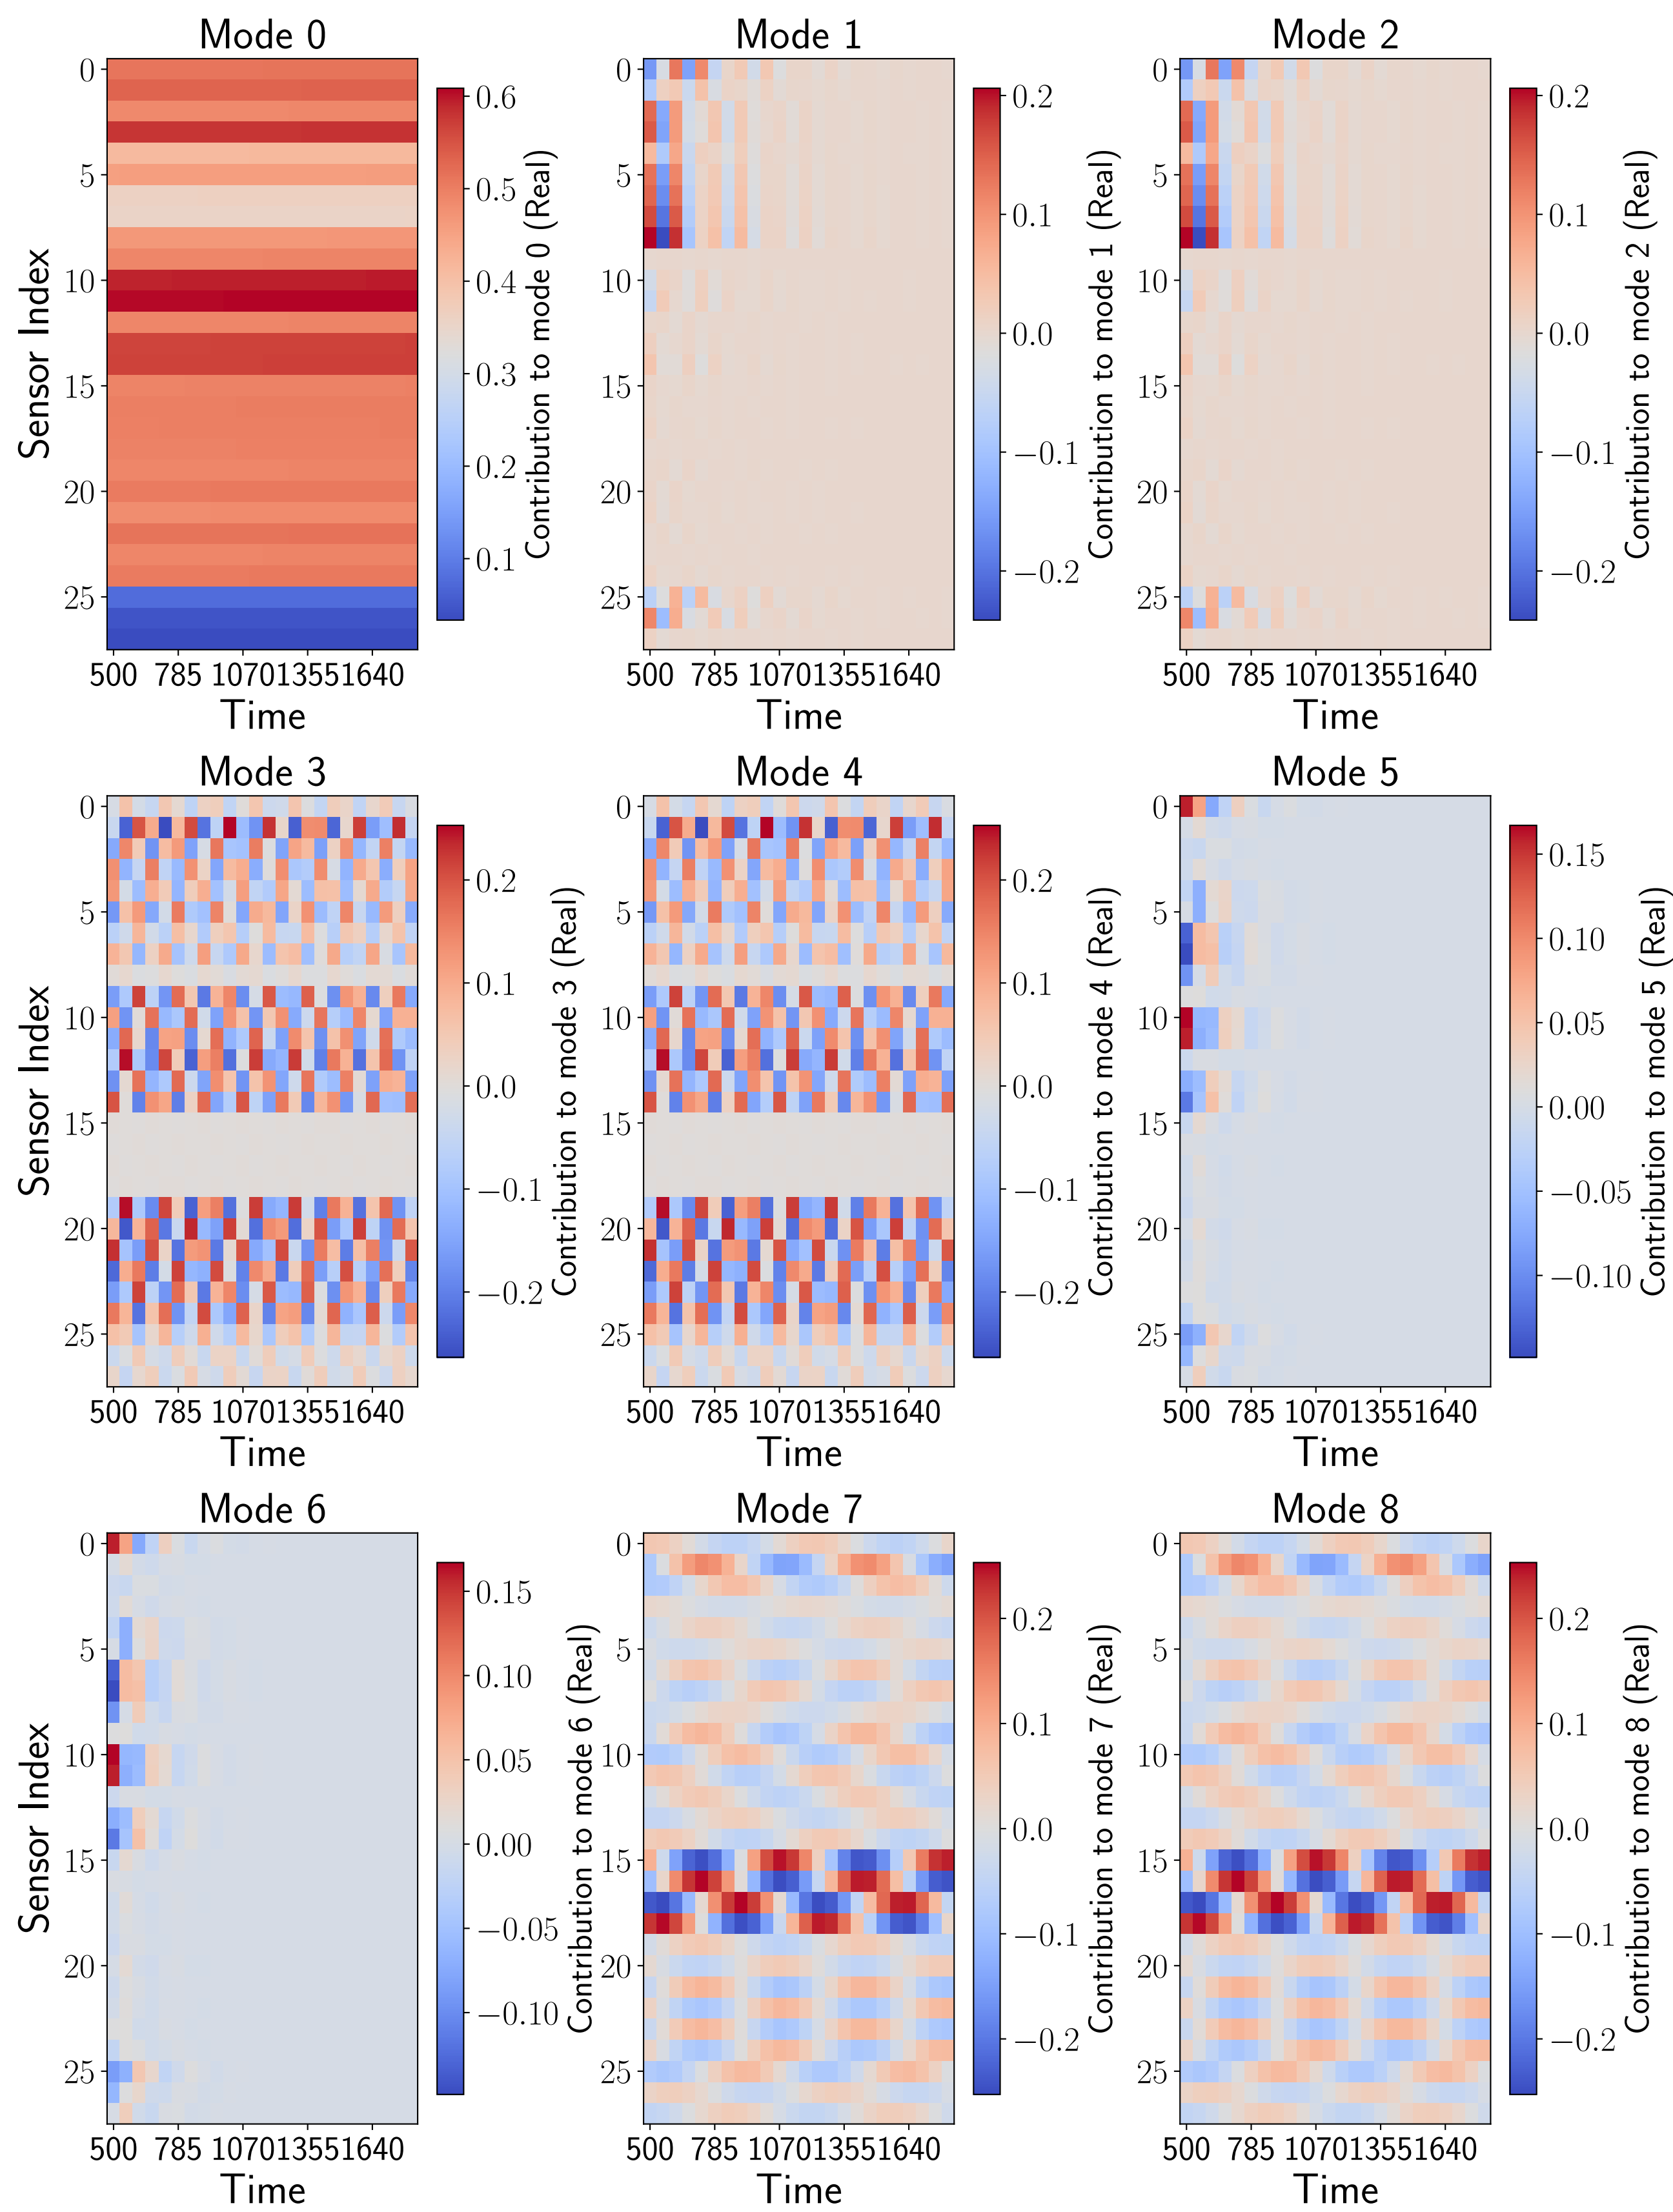 Mode 0
Mode 1
Mode 2
0
5
10
15
20
25
Sensor Index
500 785 1070 1355 1640
Time
0.6
0.5
0.4
0.3
0.2
0.1
Contribution to mode 0 (Real)
0
5
10
15
20
25
500 785 1070 1355 1640
Time
0.2
0.1
0.0
−0.1
−0.2
Contribution to mode 1 (Real)
0
5
10
15
20
25
500 785 1070 1355 1640
Time
0.2
0.1
0.0
−0.1
−0.2
Contribution to mode 2 (Real)
Mode 3
Mode 4
Mode 5
0
5
10
15
20
25
Sensor Index
500 785 1070 1355 1640
Time
0.2
0.1
0.0
−0.1
−0.2
Contribution to mode 3 (Real)
0
5
10
15
20
25
500 785 1070 1355 1640
Time
0.2
0.1
0.0
−0.1
−0.2
Contribution to mode 4 (Real)
0
5
10
15
20
25
500 785 1070 1355 1640
Time
0.15
0.10
0.05
0.00
−0.05
−0.10
Contribution to mode 5 (Real)
Mode 6
Mode 7
Mode 8
0
5
10
15
20
25
Sensor Index
500 785 1070 1355 1640
Time
0.15
0.10
0.05
0.00
−0.05
−0.10
Contribution to mode 6 (Real)
0
5
10
15
20
25
500 785 1070 1355 1640
Time
0.2
0.1
0.0
−0.1
−0.2
Contribution to mode 7 (Real)
0
5
10
15
20
25
500 785 1070 1355 1640
Time
0.2
0.1
0.0
−0.1
−0.2
Contribution to mode 8 (Real)